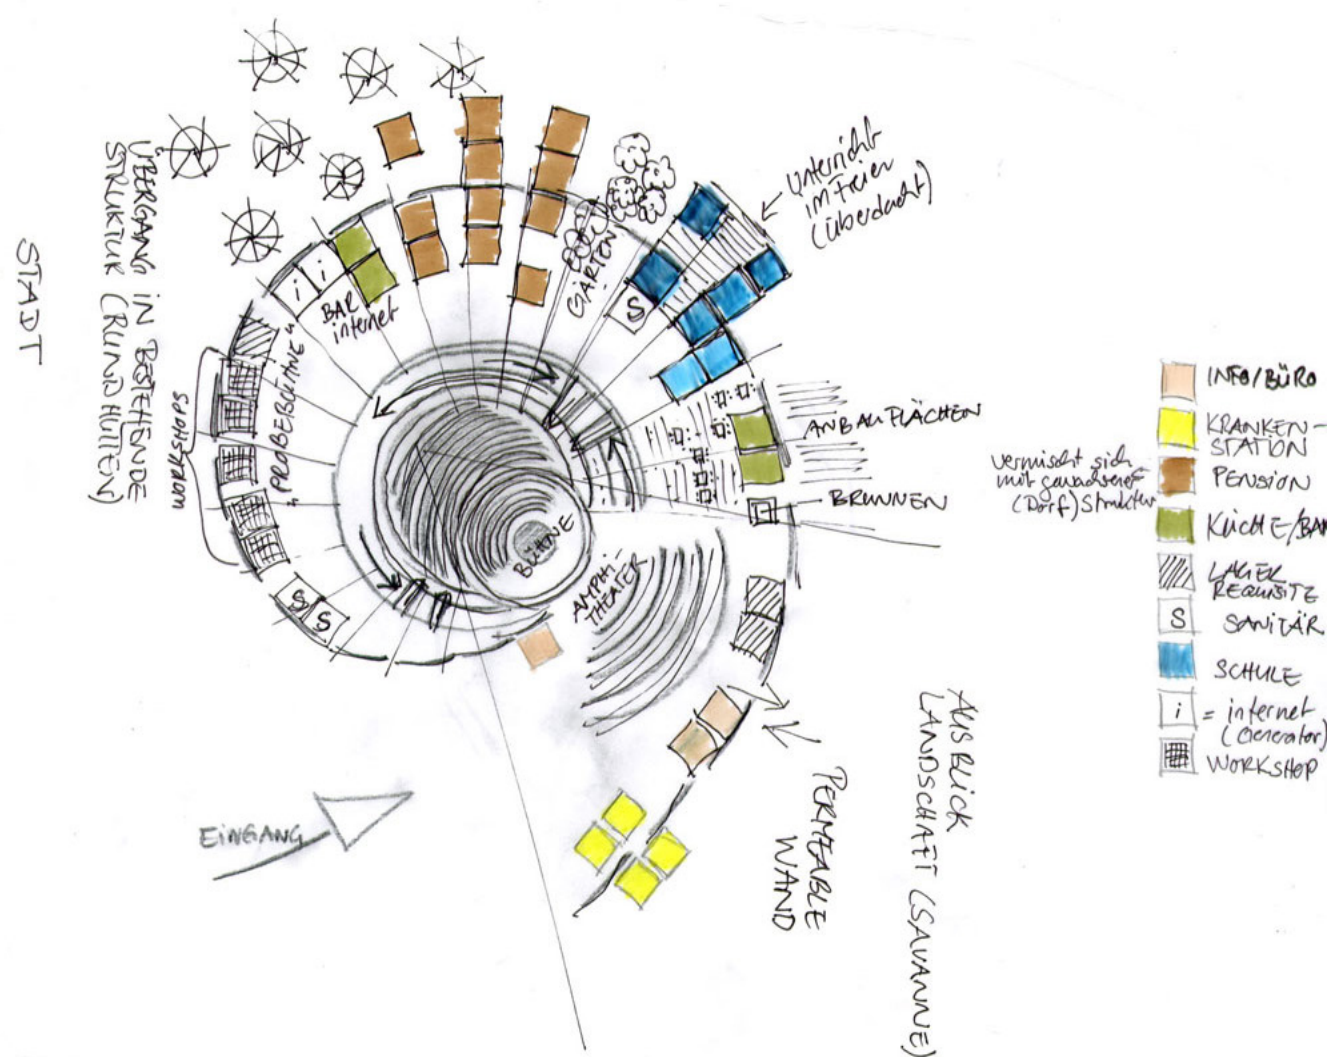 STADT
ÜBERGANG IN BESTEHENDE
STRUKTUR (RUNDHÜTTEN)
WORKSHOPS
"PROBEBÜHNE"
i
i
BAR
internet
GÄRTEN
S
Unterricht
im Freien
(überdacht)
ANBAUFLÄCHEN
BRUNNEN
vermischt sich
mit gewachsener
(Dorf) Struktur
BÜHNE
AMPHI-
THEATER
S
S
EINGANG
PERMEABLE
WAND
AUSBLICK
LANDSCHAFT (SAVANNE)
INFO/BÜRO
KRANKEN-
STATION
PENSION
KÜCHE/BAR
LAGER
REQUISITE
S SANITÄR
SCHULE
i = internet
(Generator)
WORKSHOP